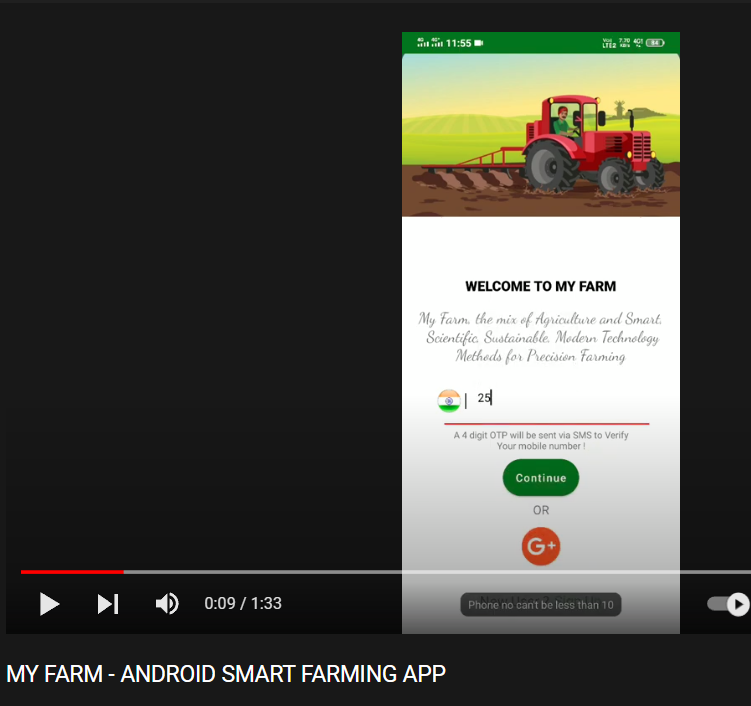 11:55
WELCOME TO MY FARM
My Farm, the mix of Agriculture and Smart,
Scientific, Sustainable, Modern Technology
Methods for Precision Farming
25
A 4 digit OTP will be sent via SMS to Verify
Your mobile number !
Continue
OR
G+
Phone no can't be less than 10
0:09 / 1:33
MY FARM - ANDROID SMART FARMING APP